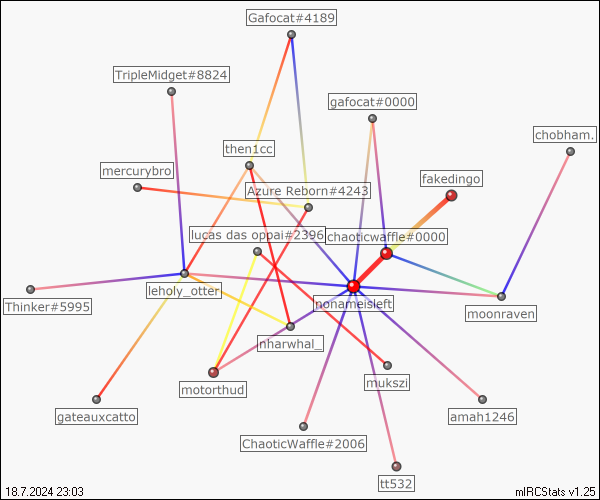 Gafocat#4189
TripleMidget#8824
gafocat#0000
chobham.
then1cc
mercurybro
fakedingo
Azure Reborn#4243
lucas das oppai#2396
chaoticwaffle#0000
leholy_otter
Thinker#5995
nonameisleft
moonraven
nharwhal_
motorthud
mukszi
gateauxcatto
amah1246
ChaoticWaffle#2006
tt532
18.7.2024 23:03
mIRCStats v1.25